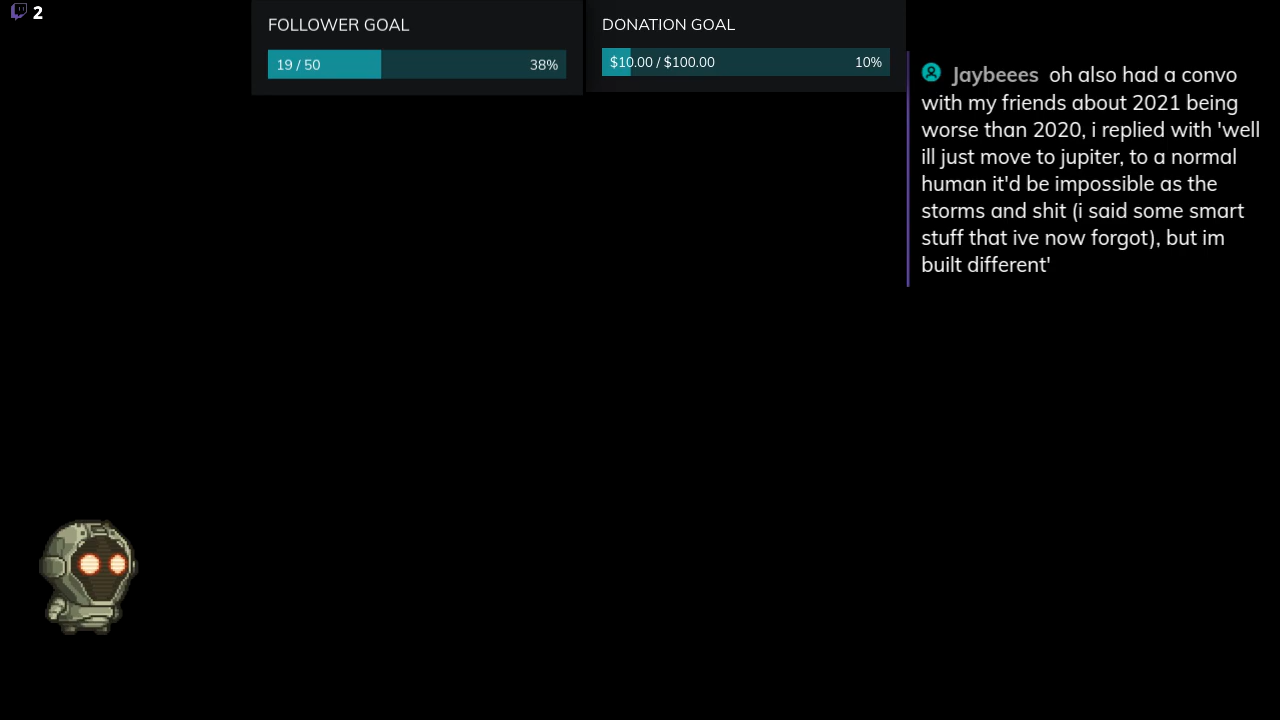 2
FOLLOWER GOAL
19 / 50
38%
DONATION GOAL
$10.00 / $100.00
10%
Jaybeees oh also had a convo
with my friends about 2021 being
worse than 2020, i replied with 'well
ill just move to jupiter, to a normal
human it'd be impossible as the
storms and shit (i said some smart
stuff that ive now forgot), but im
built different'